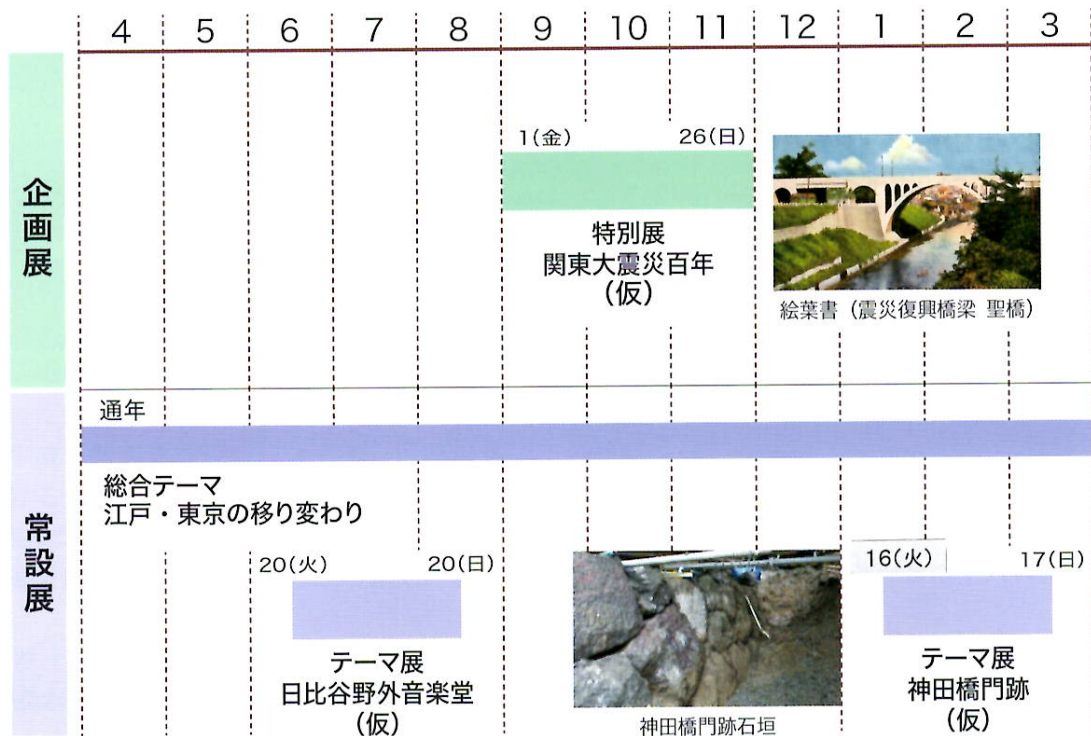 4 5 6 7 8 9 10 11 12 1 2 3
企画展
1(金) 26(日)
特別展
関東大震災百年
(仮)
絵葉書(震災復興橋梁 聖橋)
常設展
通年
総合テーマ
江戸・東京の移り変わり
20(火) 20(日)
テーマ展
日比谷野外音楽堂
(仮)
神田橋門跡石垣
16(火) 17(日)
テーマ展
神田橋門跡
(仮)